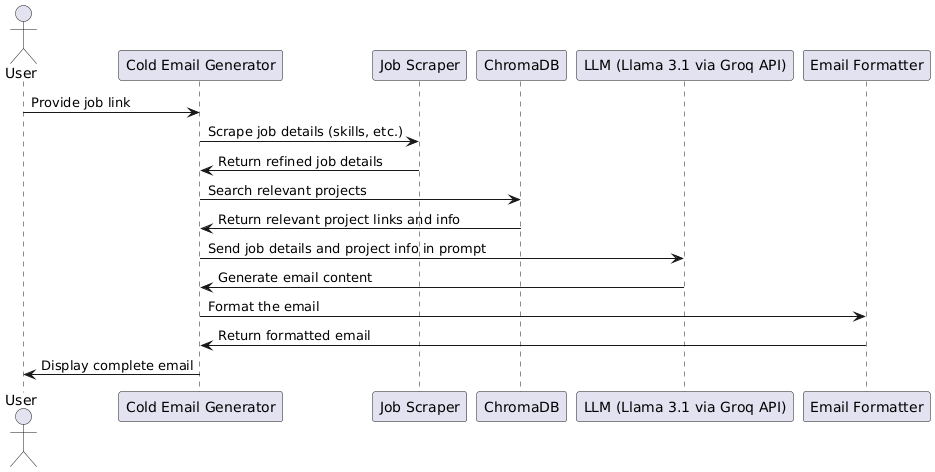 User
Cold Email Generator
Job Scraper
ChromaDB
LLM (Llama 3.1 via Groq API)
Email Formatter
Provide job link
Scrape job details (skills, etc.)
Return refined job details
Search relevant projects
Return relevant project links and info
Send job details and project info in prompt
Generate email content
Format the email
Return formatted email
Display complete email
User
Cold Email Generator
Job Scraper
ChromaDB
LLM (Llama 3.1 via Groq API)
Email Formatter